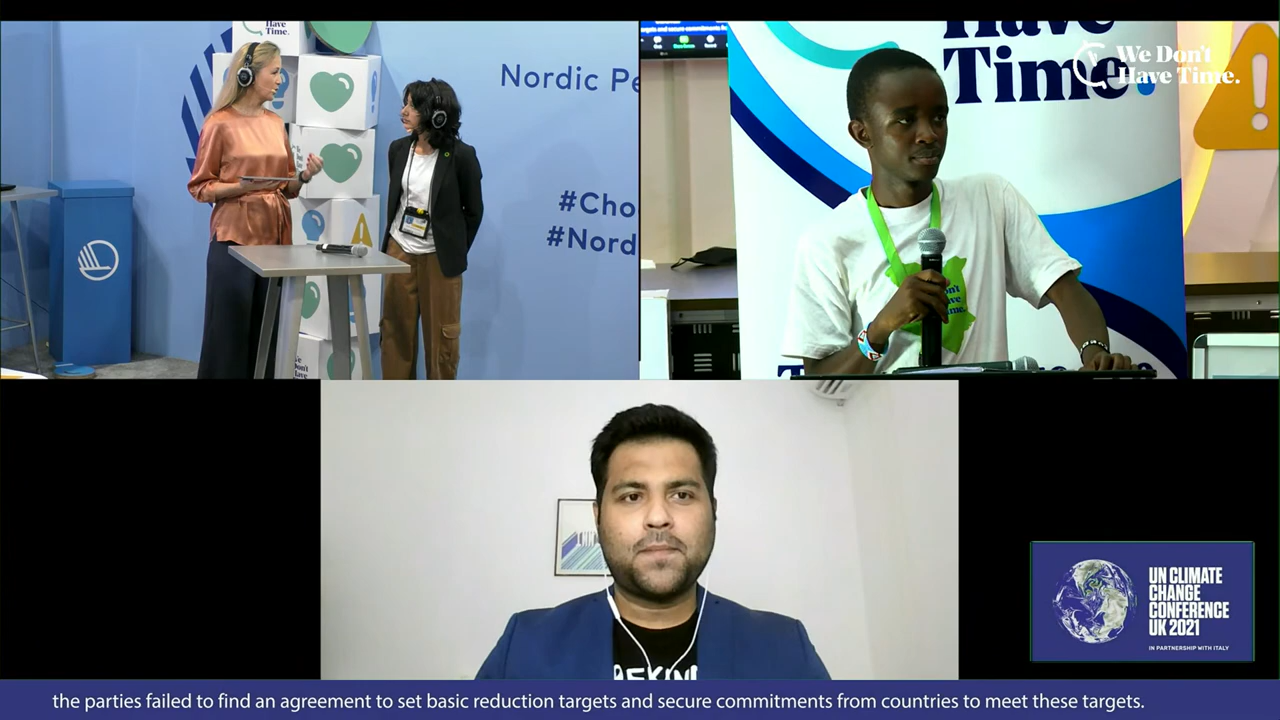 Have
Time.
Nordic Pe
#Cho
#Nord
Have
Time.
We Don't
Have Time.
UN CLIMATE
CHANGE
CONFERENCE
UK 2021
IN PARTNERSHIP WITH ITALY
the parties failed to find an agreement to set basic reduction targets and secure commitments from countries to meet these targets.